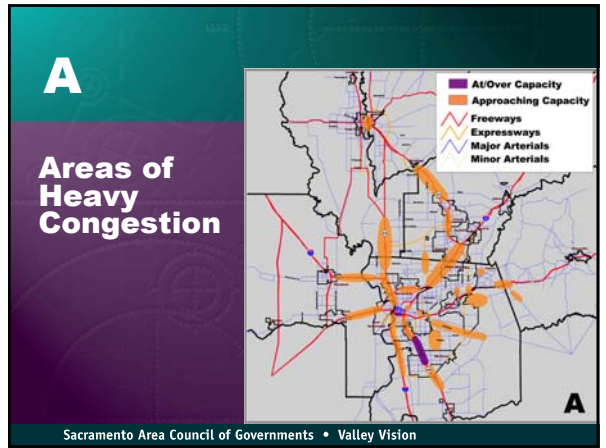 A
Areas of
Heavy
Congestion
At/Over Capacity
Approaching Capacity
Freeways
Expressways
Major Arterials
Minor Arterials
A
Sacramento Area Council of Governments • Valley Vision